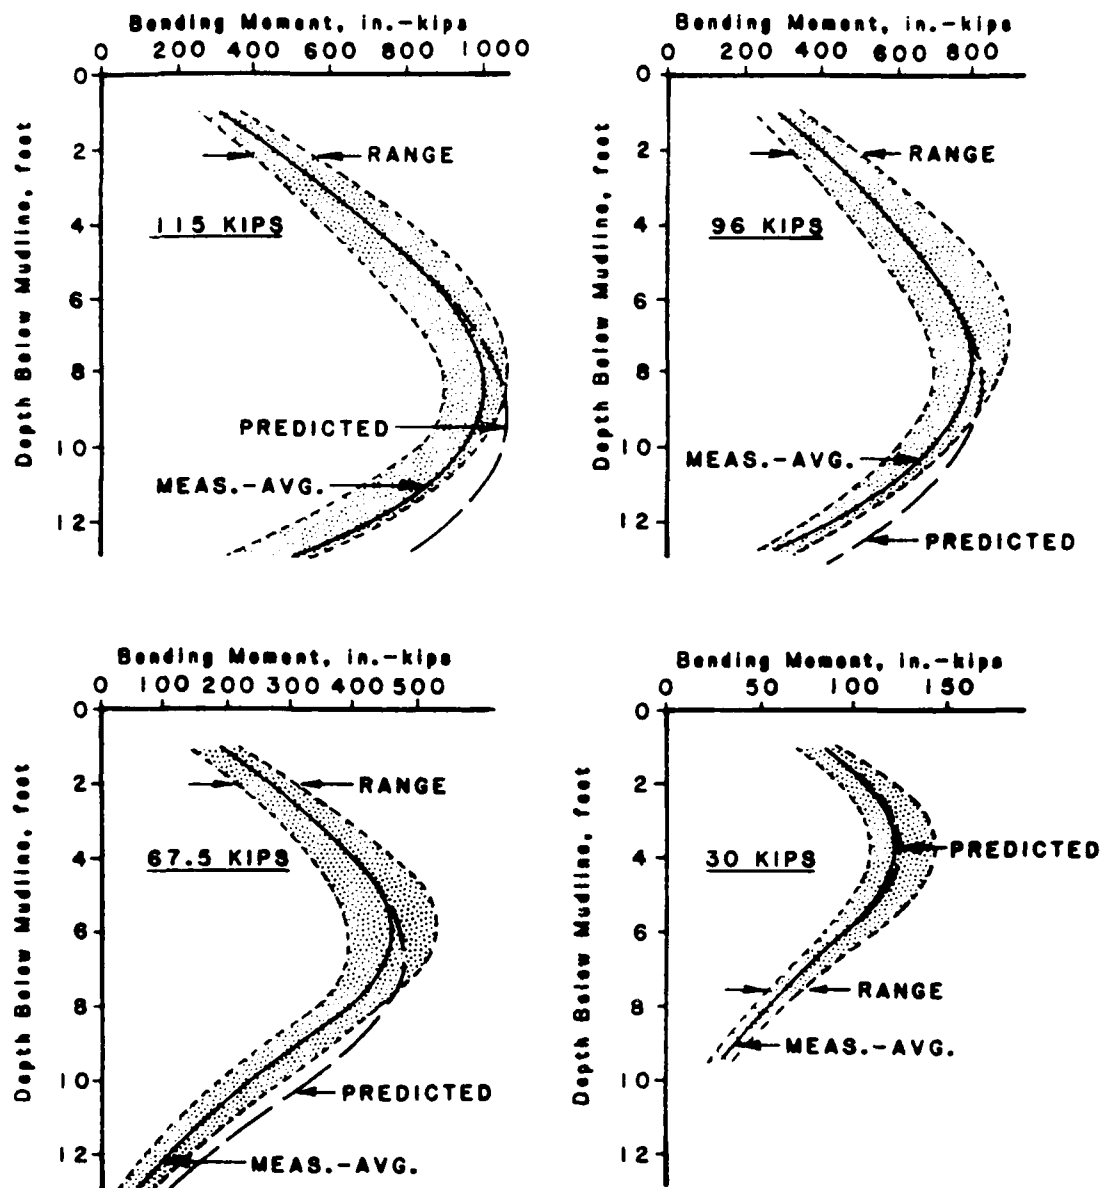 Bending Moment, in.-kips
0 200 400 600 800 1000
0
2
4
6
8
10
12
Depth Below Mudline, feet
RANGE
115 KIPS
PREDICTED
MEAS.-AVG.
Bending Moment, in.-kips
0 200 400 600 800
0
2
4
6
8
10
12
Depth Below Mudline, feet
RANGE
96 KIPS
MEAS.-AVG.
PREDICTED
Bending Moment, in.-kips
0 100 200 300 400 500
0
2
4
6
8
10
12
Depth Below Mudline, feet
RANGE
67.5 KIPS
PREDICTED
MEAS.-AVG.
Bending Moment, in.-kips
0 50 100 150
0
2
4
6
8
10
12
Depth Below Mudline, feet
PREDICTED
30 KIPS
RANGE
MEAS.-AVG.